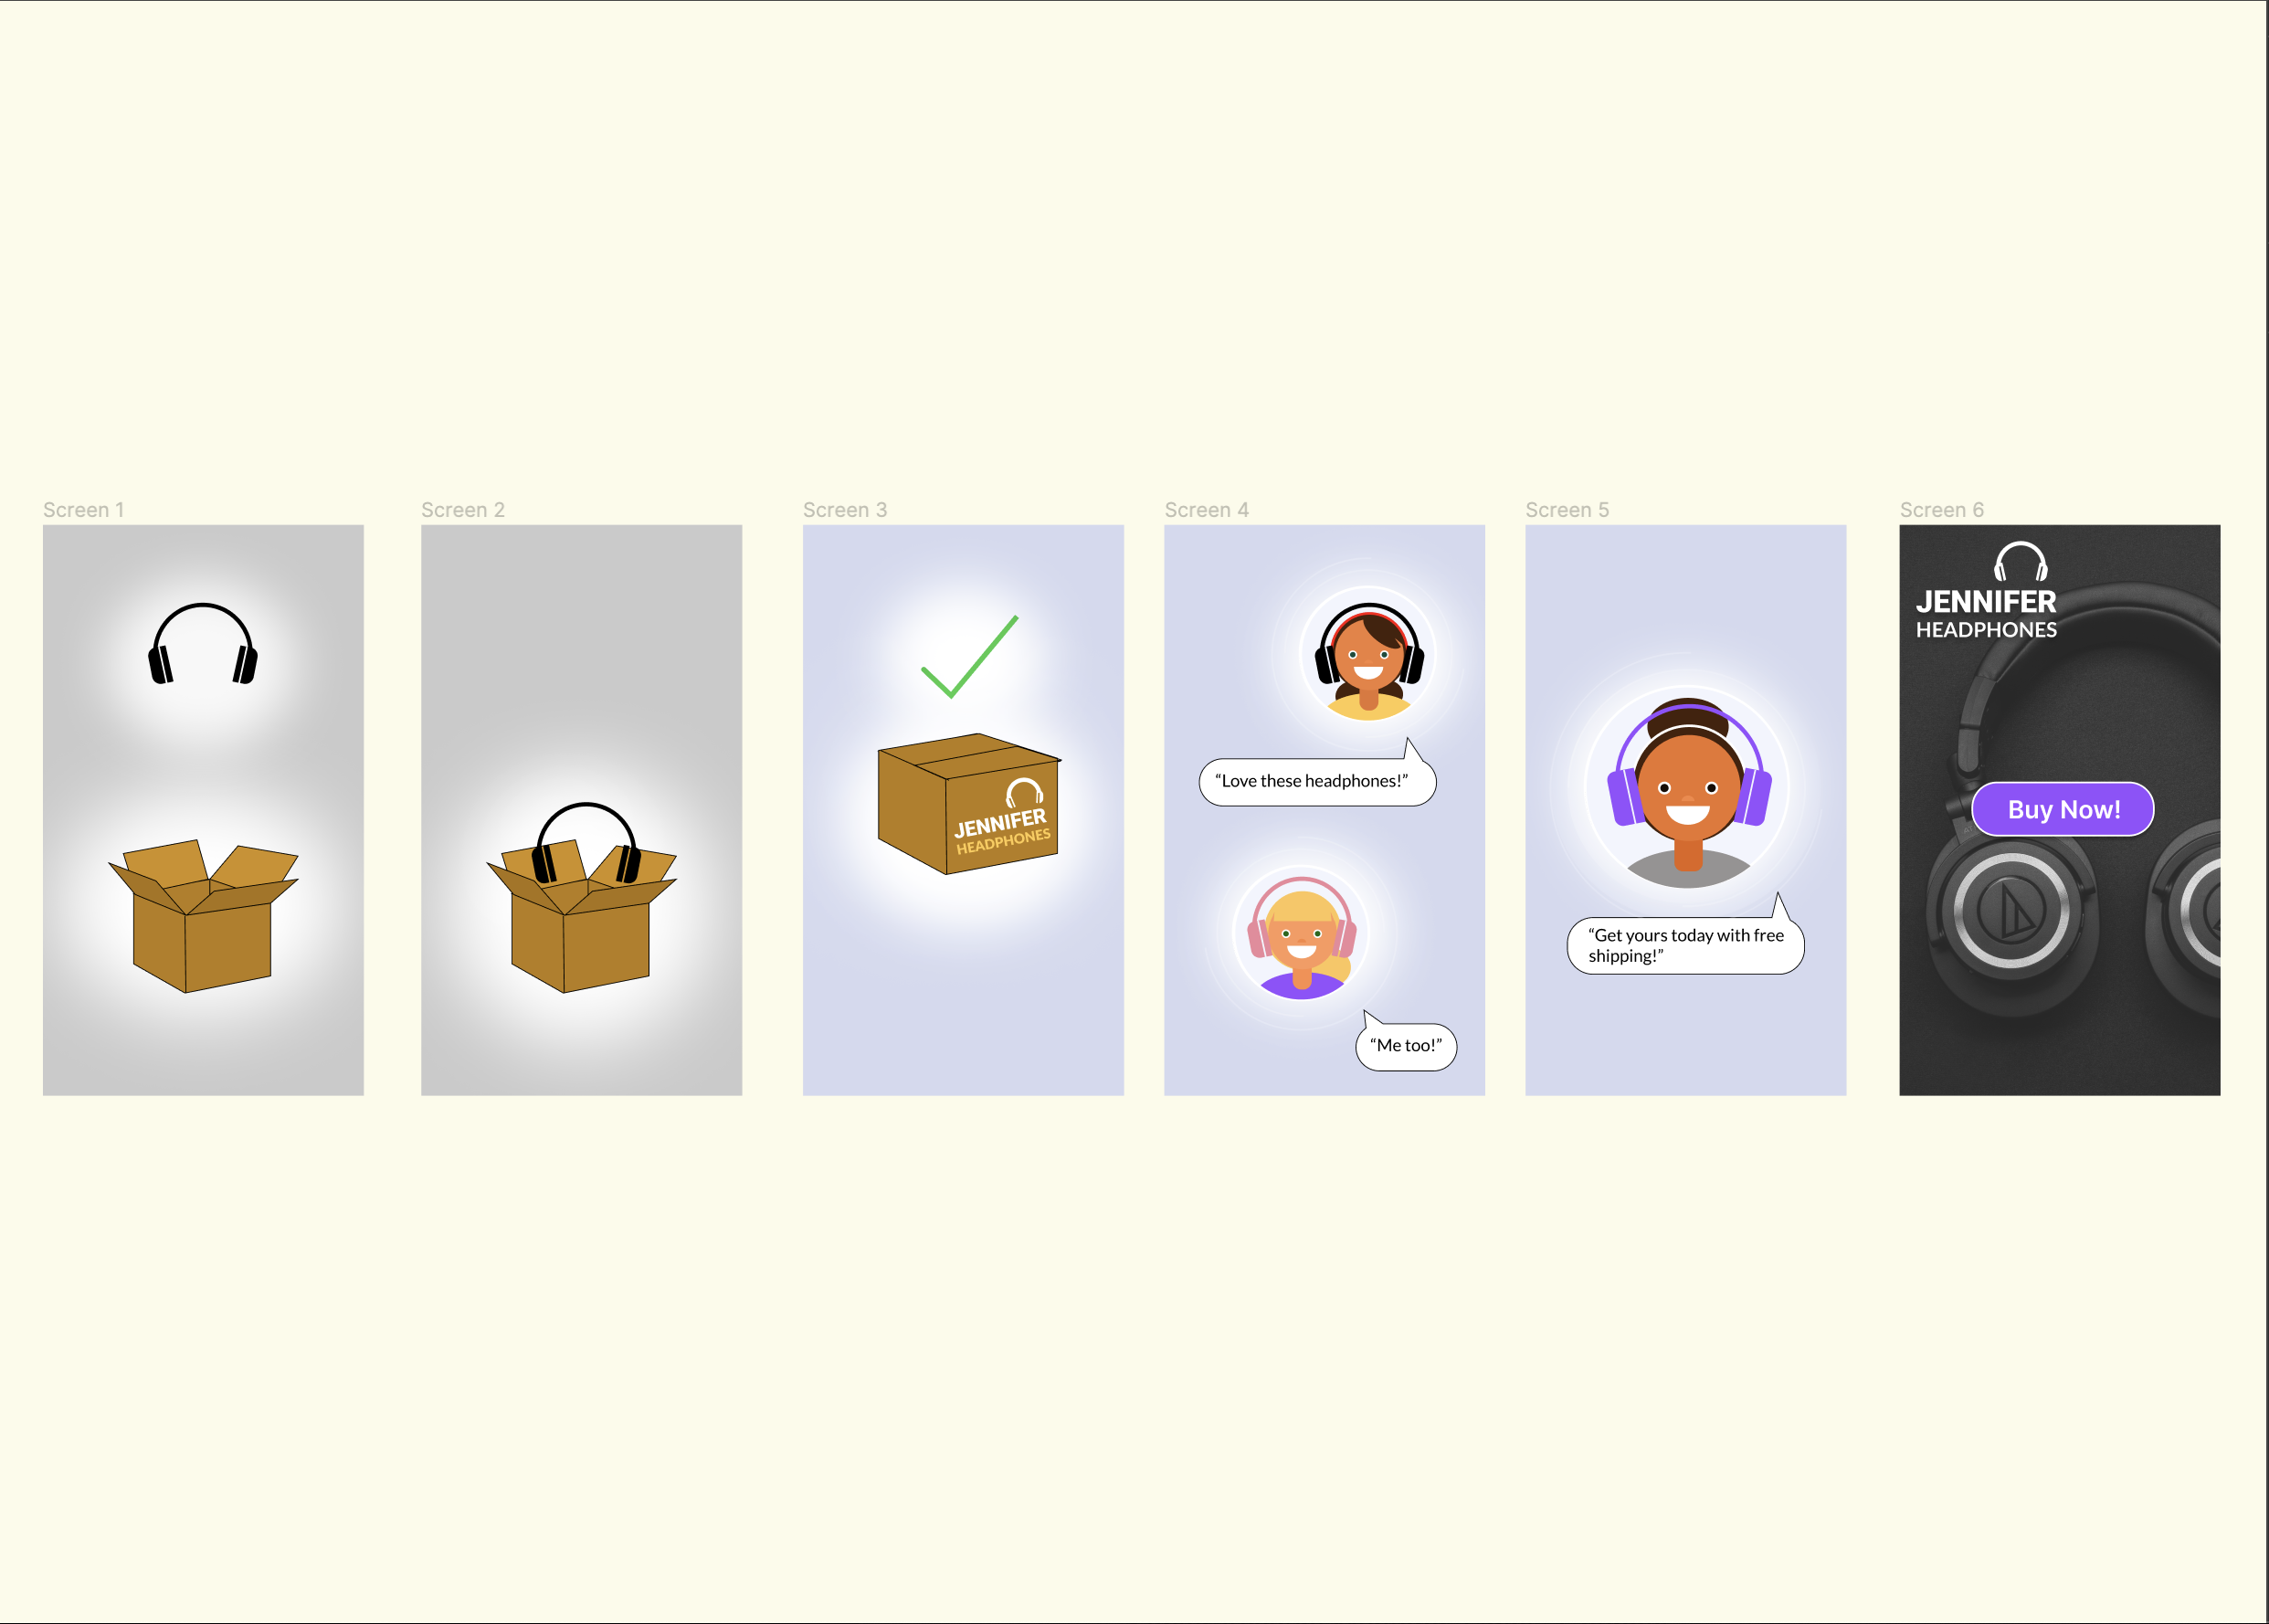 Screen 1
Screen 2
Screen 3
JENNIFER
HEADPHONES
Screen 4
“Love these headphones!”
“Me too!”
Screen 5
“Get yours today with free
shipping!”
Screen 6
JENNIFER
HEADPHONES
Buy Now!